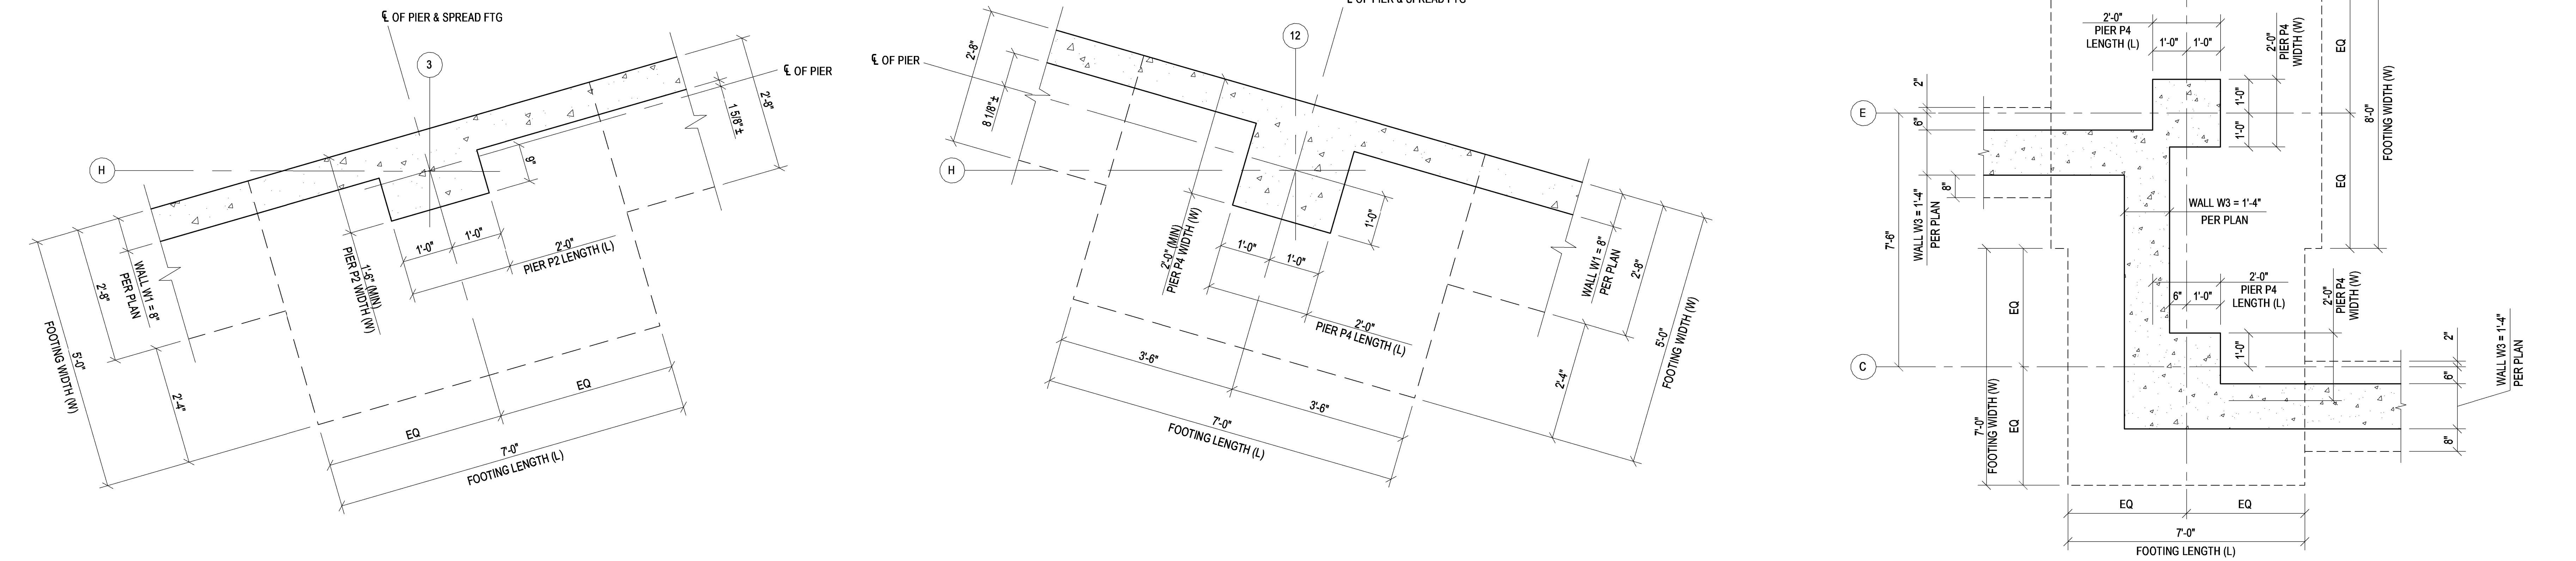 ℄ OF PIER & SPREAD FTG
3
℄ OF PIER
2'-8"
1 5/8" ±
H
9"
1'-0"
1'-0"
2'-0"
PIER P2 LENGTH (L)
1'-6" (MIN)
PIER P2 WIDTH (W)
WALL W1 = 8"
PER PLAN
2'-8"
5'-0"
FOOTING WIDTH (W)
2'-4"
EQ
EQ
7'-0"
FOOTING LENGTH (L)
12
℄ OF PIER
2'-8"
8 1/8" ±
H
2'-0" (MIN)
PIER P4 WIDTH (W)
1'-0"
1'-0"
1'-0"
2'-0"
PIER P4 LENGTH (L)
WALL W1 = 8"
PER PLAN
2'-8"
5'-0"
FOOTING WIDTH (W)
2'-4"
3'-6"
3'-6"
7'-0"
FOOTING LENGTH (L)
2'-0"
PIER P4
LENGTH (L)
1'-0"
1'-0"
2'-0"
PIER P4
WIDTH (W)
EQ
8'-0"
FOOTING WIDTH (W)
EQ
2"
E
6"
1'-0"
1'-0"
WALL W3 = 1'-4"
PER PLAN
8"
7'-6"
WALL W3 = 1'-4"
PER PLAN
2'-0"
PIER P4
LENGTH (L)
6"
1'-0"
2'-0"
PIER P4
WIDTH (W)
1'-0"
C
EQ
EQ
7'-0"
FOOTING WIDTH (W)
2"
6"
8"
WALL W3 = 1'-4"
PER PLAN
EQ
EQ
7'-0"
FOOTING LENGTH (L)